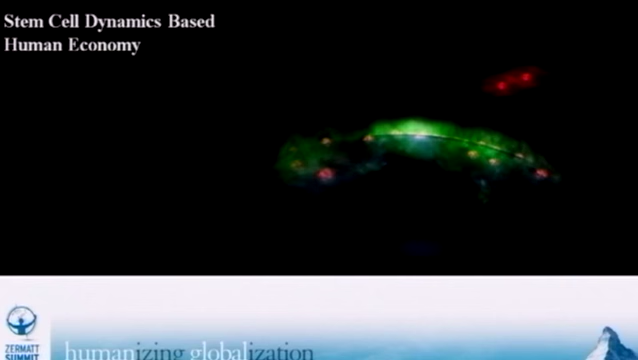 Stem Cell Dynamics Based
Human Economy
ZERMATT
SUMMIT
humanizing globalization